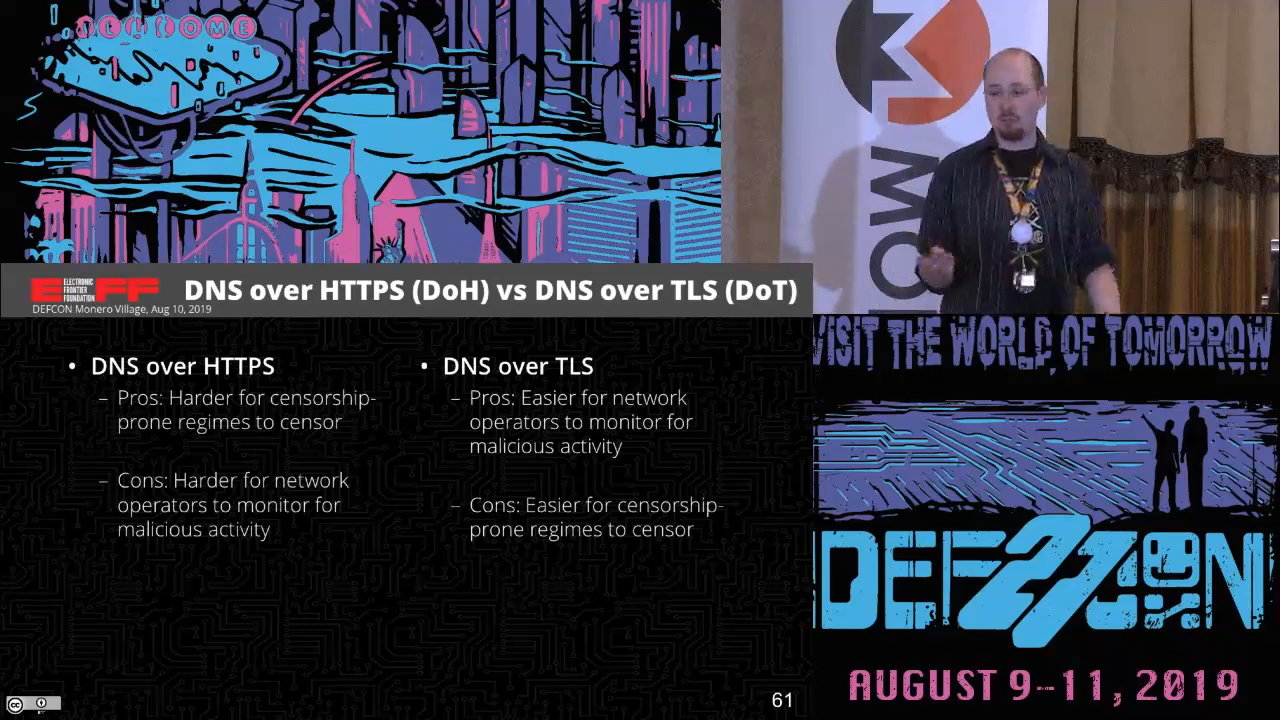 WELCOME
MO
ELECTRONIC
FRONTIER
FOUNDATION
EFF
DNS over HTTPS (DoH) vs DNS over TLS (DoT)
DEFCON Monero Village, Aug 10, 2019
• DNS over HTTPS
– Pros: Harder for censorship-
prone regimes to censor
– Cons: Harder for network
operators to monitor for
malicious activity
• DNS over TLS
– Pros: Easier for network
operators to monitor for
malicious activity
– Cons: Easier for censorship-
prone regimes to censor
61
VISIT THE WORLD OF TOMORROW
DEF27CON
AUGUST 9-11, 2019